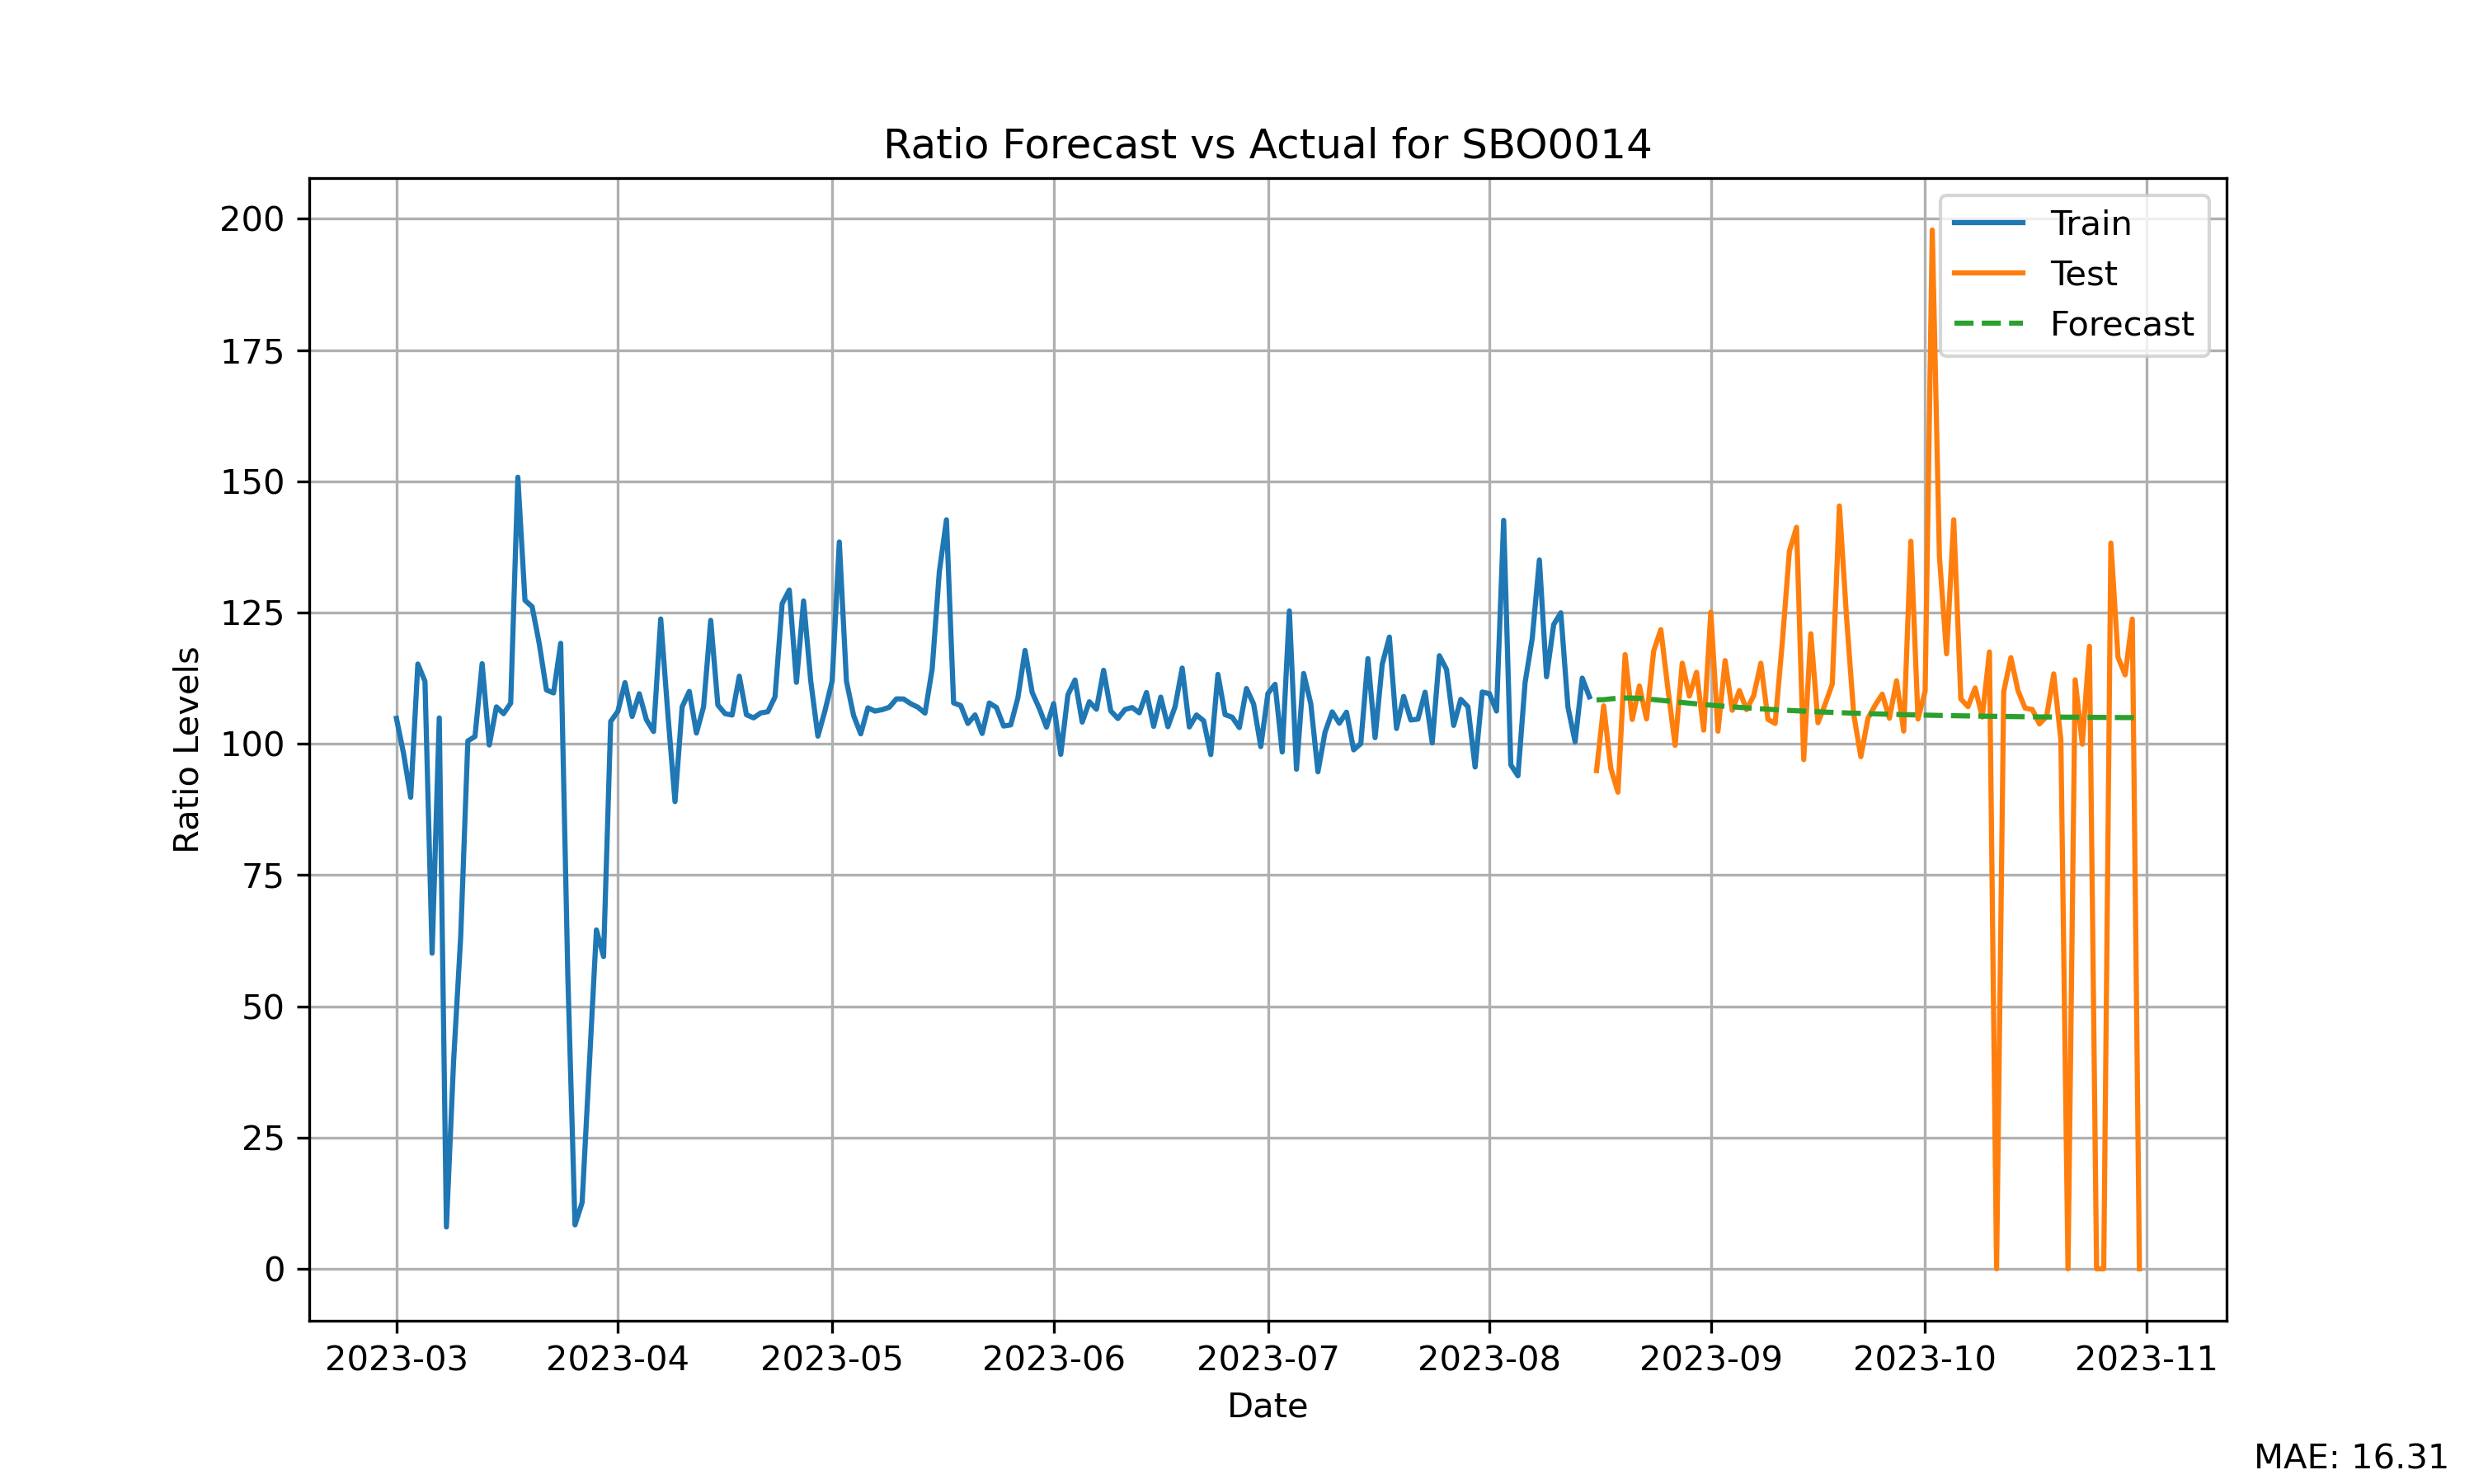 Ratio Forecast vs Actual for SBO0014
Train
Test
Forecast
200
175
150
125
100
75
50
25
0
Ratio Levels
2023-03 2023-04 2023-05 2023-06 2023-07 2023-08 2023-09 2023-10 2023-11
Date
MAE: 16.31